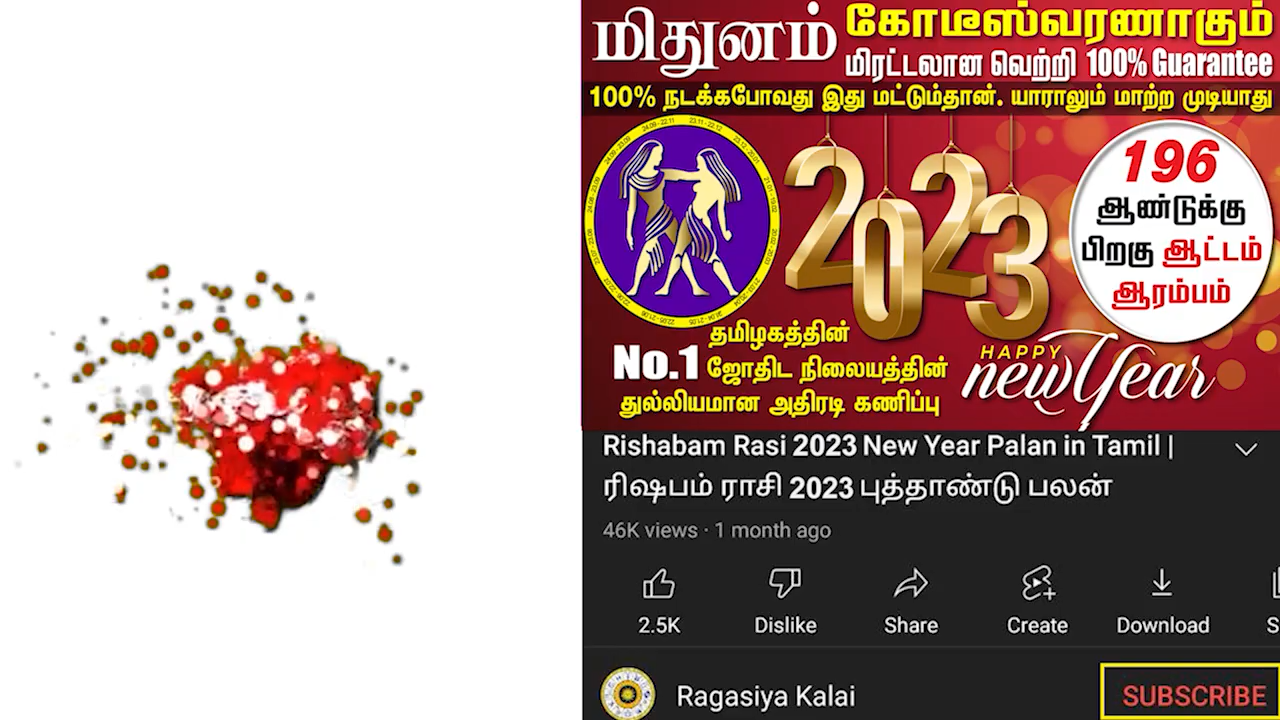 மிதுனம்
கோடீஸ்வரணாகும்
மிரட்டலான வெற்றி 100% Guarantee
100% நடக்கபோவது இது மட்டும்தான். யாராலும் மாற்ற முடியாது
2023
196
ஆண்டுக்கு
பிறகு ஆட்டம்
ஆரம்பம்
தமிழகத்தின்
No.1 ஜோதிட நிலையத்தின்
துல்லியமான அதிரடி கணிப்பு
HAPPY
new Year
Rishabam Rasi 2023 New Year Palan in Tamil |
ரிஷபம் ராசி 2023 புத்தாண்டு பலன்
46K views · 1 month ago
2.5K Dislike Share Create Download
Ragasiya Kalai SUBSCRIBE